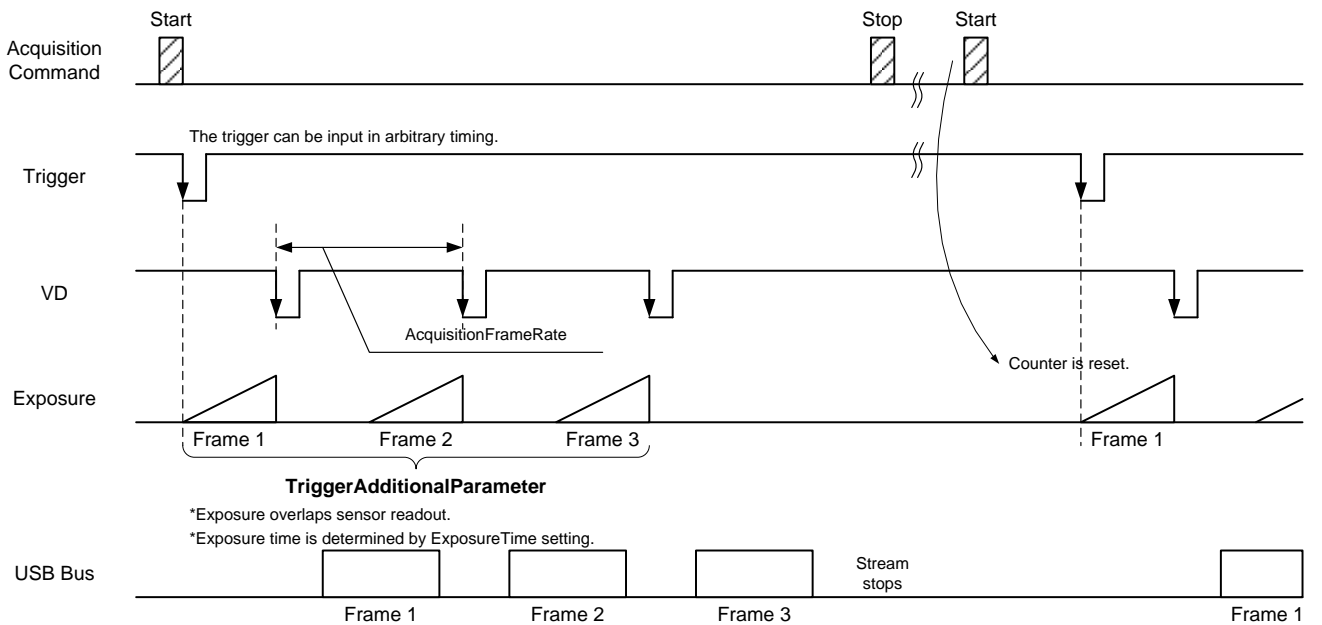 Start
Stop
Start
Acquisition
Command
The trigger can be input in arbitrary timing.
Trigger
VD
AcquisitionFrameRate
Counter is reset.
Exposure
Frame 1
Frame 2
Frame 3
Frame 1
TriggerAdditionalParameter
*Exposure overlaps sensor readout.
*Exposure time is determined by ExposureTime setting.
USB Bus
Stream
stops
Frame 1
Frame 2
Frame 3
Frame 1